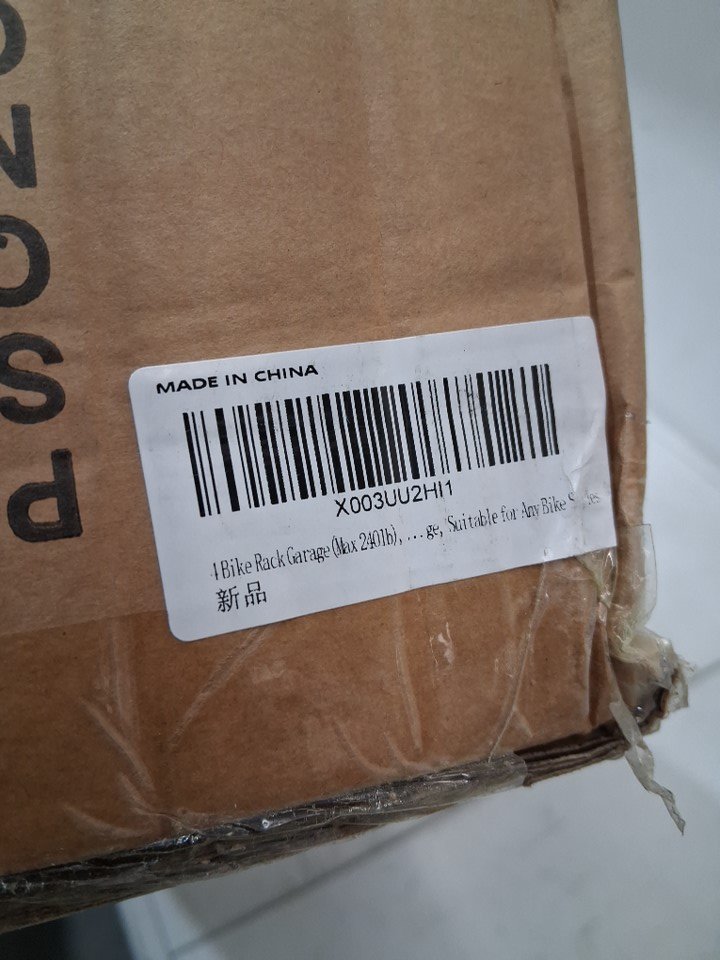 MADE IN CHINA
X003UU2HI1
4 Bike Rack Garage (Max 240lb), ...ge, Suitable for Any Bike
新品